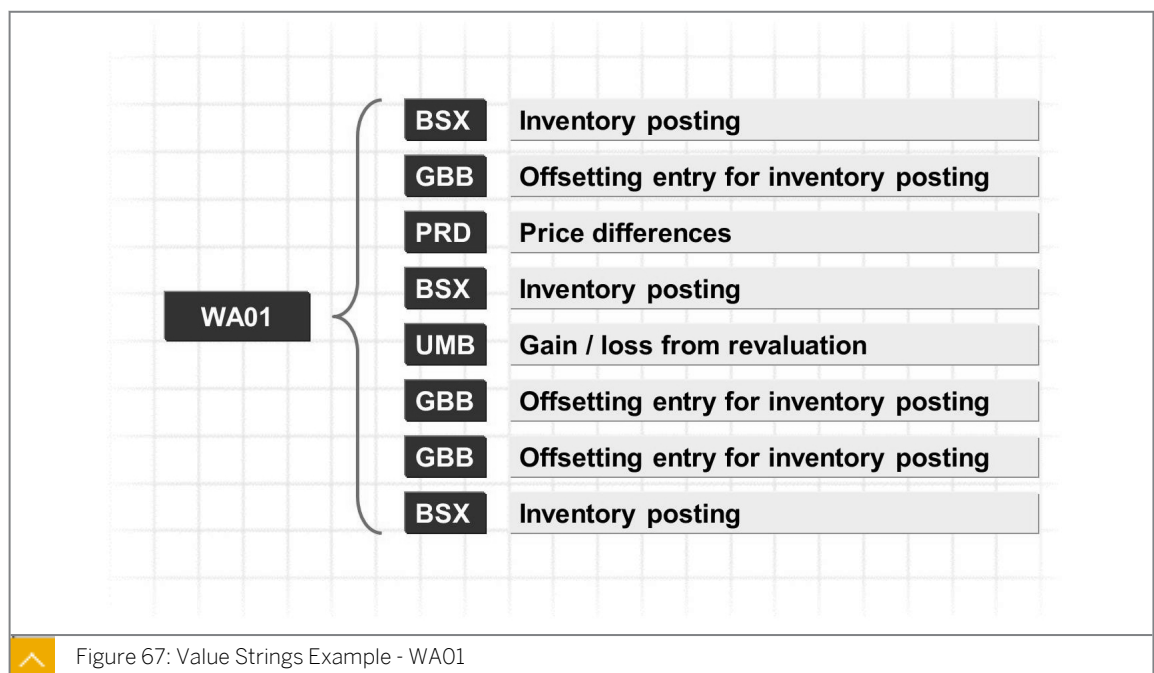 BSX Inventory posting
GBB Offsetting entry for inventory posting
PRD Price differences
BSX Inventory posting
WA01
UMB Gain / loss from revaluation
GBB Offsetting entry for inventory posting
GBB Offsetting entry for inventory posting
BSX Inventory posting
Figure 67: Value Strings Example - WA01